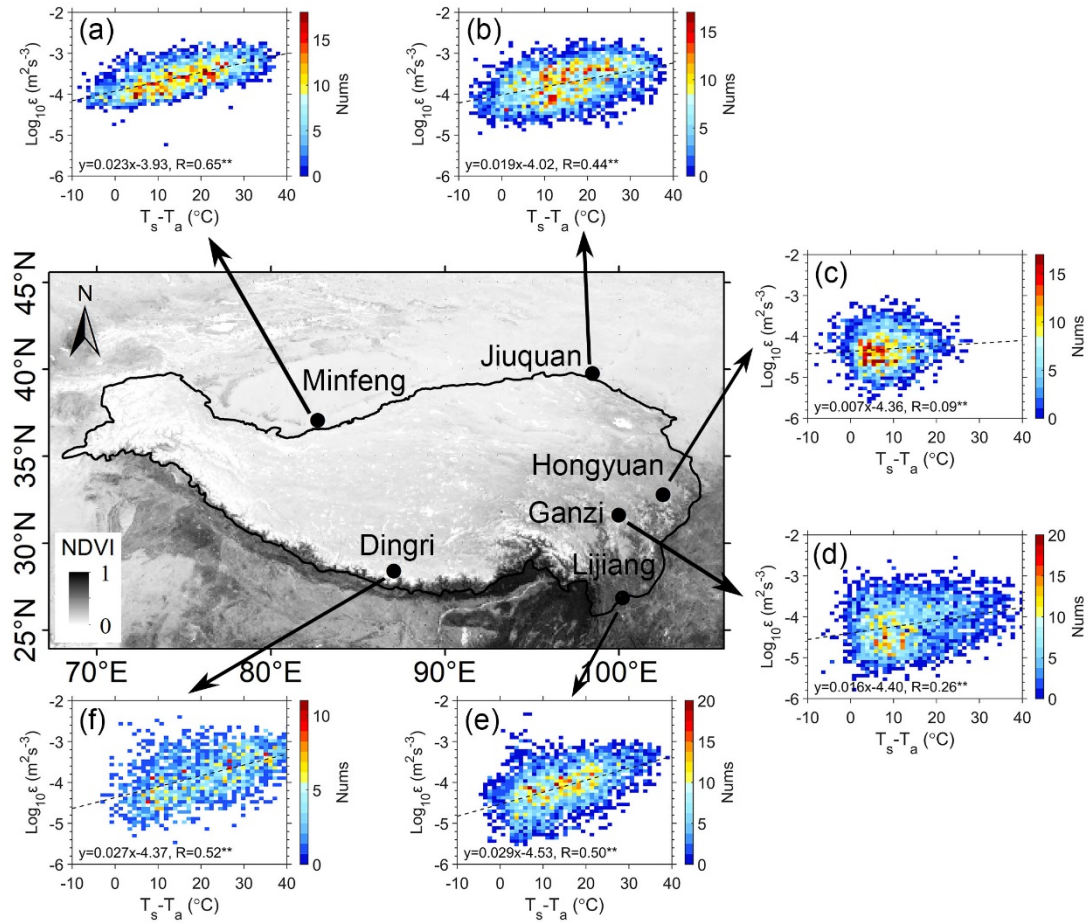 (a)
-2
-3
-4
-5
-6
Log10ε (m2s-3)
y=0.023x-3.93, R=0.65**
-10 0 10 20 30 40
Ts-Ta (°C)
15
10
5
0
Nums
(b)
-2
-3
-4
-5
-6
Log10ε (m2s-3)
y=0.019x-4.02, R=0.44**
-10 0 10 20 30 40
Ts-Ta (°C)
15
10
5
0
Nums
45°N
40°N
35°N
30°N
25°N
N
Minfeng
Jiuquan
Hongyuan
Ganzi
Dingri
Lijiang
NDVI
1
0
70°E 80°E 90°E 100°E
(c)
-2
-3
-4
-5
-6
Log10ε (m2s-3)
y=0.007x-4.36, R=0.09**
-10 0 10 20 30 40
Ts-Ta (°C)
15
10
5
0
Nums
(d)
-2
-3
-4
-5
-6
Log10ε (m2s-3)
y=0.016x-4.40, R=0.26**
-10 0 10 20 30 40
Ts-Ta (°C)
20
15
10
5
0
Nums
(f)
-2
-3
-4
-5
-6
Log10ε (m2s-3)
y=0.027x-4.37, R=0.52**
-10 0 10 20 30 40
Ts-Ta (°C)
10
5
0
Nums
(e)
-2
-3
-4
-5
-6
Log10ε (m2s-3)
y=0.029x-4.53, R=0.50**
-10 0 10 20 30 40
Ts-Ta (°C)
20
15
10
5
0
Nums